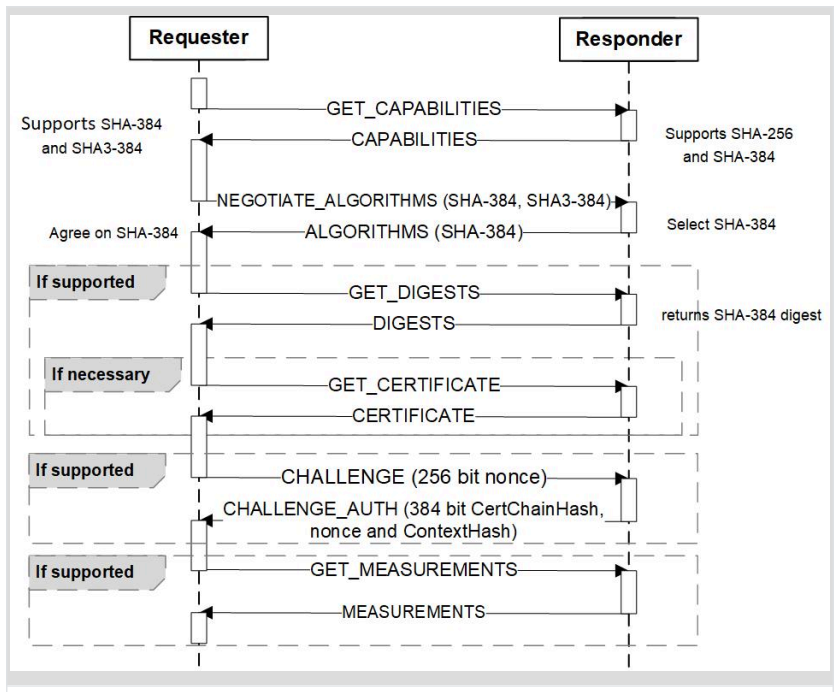 Requester
Responder
GET_CAPABILITIES
Supports SHA-384
and SHA3-384
CAPABILITIES
Supports SHA-256
and SHA-384
NEGOTIATE_ALGORITHMS (SHA-384, SHA3-384)
Agree on SHA-384
ALGORITHMS (SHA-384)
Select SHA-384
If supported
GET_DIGESTS
DIGESTS
returns SHA-384 digest
If necessary
GET_CERTIFICATE
CERTIFICATE
If supported
CHALLENGE (256 bit nonce)
CHALLENGE_AUTH (384 bit CertChainHash,
nonce and ContextHash)
If supported
GET_MEASUREMENTS
MEASUREMENTS